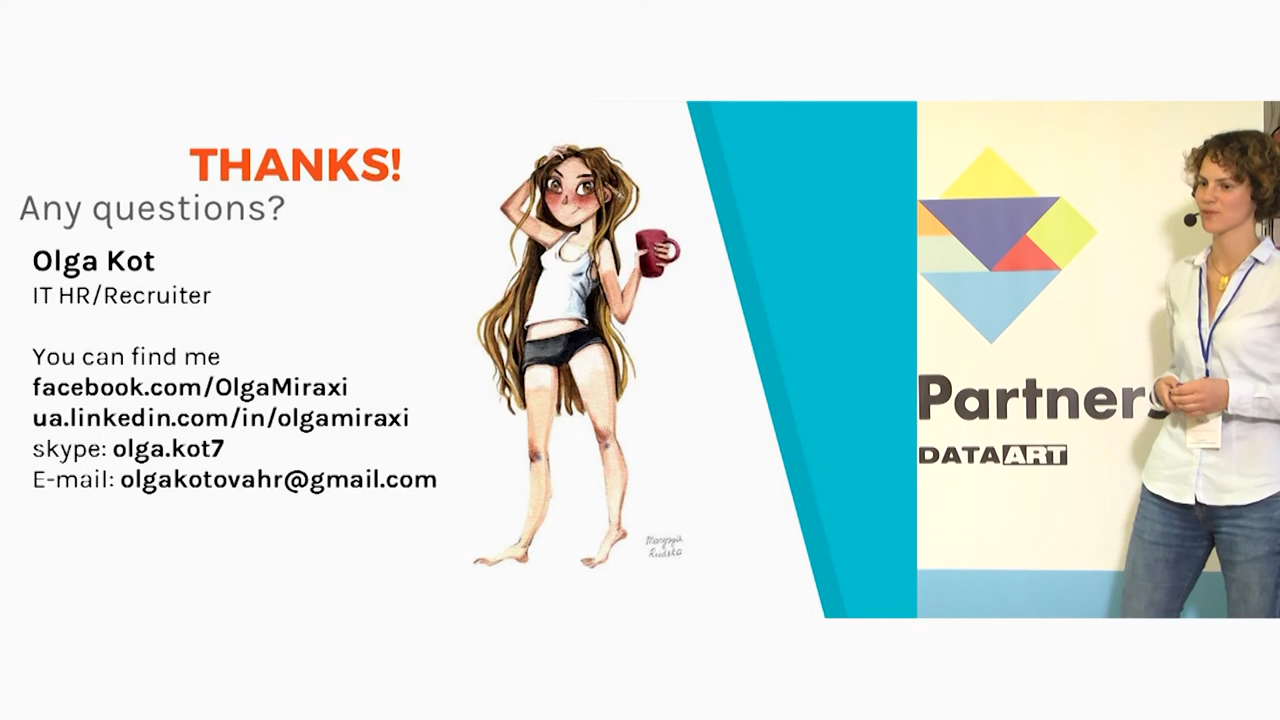 THANKS!
Any questions?
Olga Kot
IT HR/Recruiter
You can find me
facebook.com/OlgaMiraxi
ua.linkedin.com/in/olgamiraxi
skype: olga.kot7
E-mail: olgakotovahr@gmail.com
Partners
DATAART